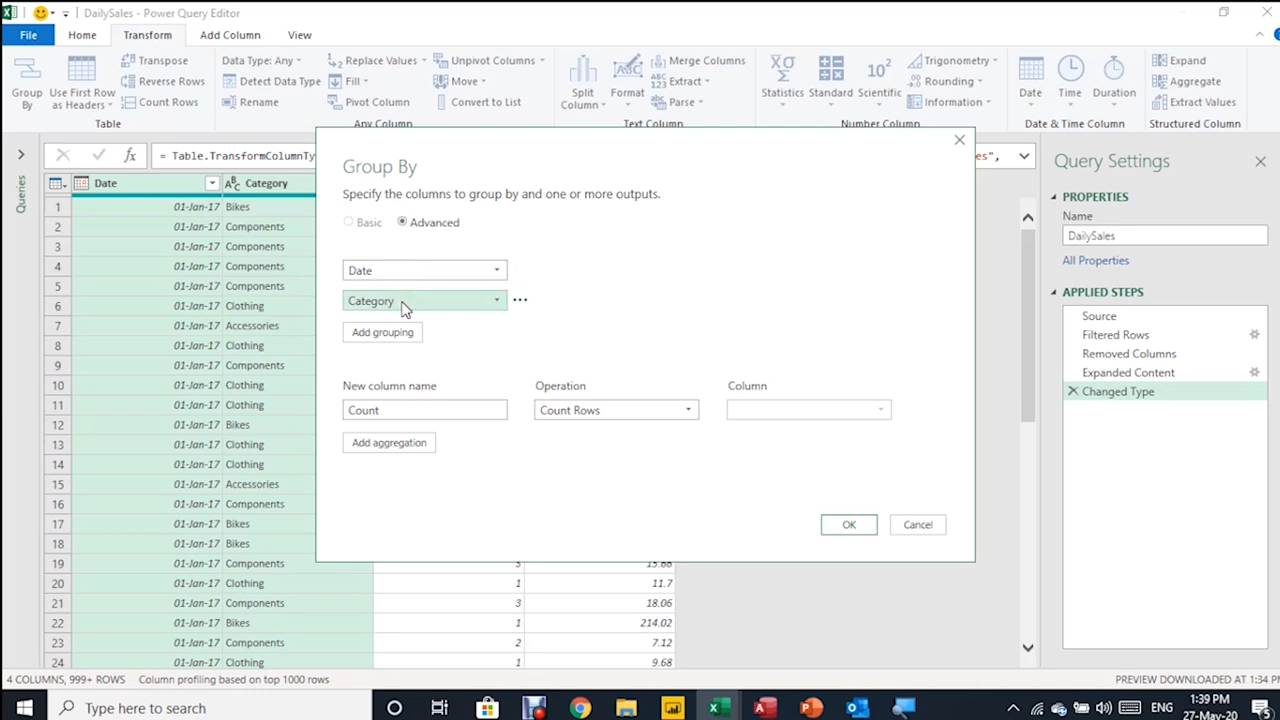 DailySales - Power Query Editor
File Home Transform Add Column View
Group By
Use First Row as Headers
Transpose
Reverse Rows
Count Rows
Table
Data Type: Any
Detect Data Type
Rename
Replace Values
Fill
Pivot Column
Unpivot Columns
Move
Convert to List
Any Column
Split Column
Format
Merge Columns
Extract
Parse
Text Column
Statistics
Standard
Scientific
Trigonometry
Rounding
Information
Number Column
Date
Time
Duration
Date & Time Column
Expand
Aggregate
Extract Values
Structured Column
Queries
= Table.TransformColumnTy
es",
Date Category
1 01-Jan-17 Bikes
2 01-Jan-17 Components
3 01-Jan-17 Components
4 01-Jan-17 Components
5 01-Jan-17 Components
6 01-Jan-17 Clothing
7 01-Jan-17 Accessories
8 01-Jan-17 Clothing
9 01-Jan-17 Components
10 01-Jan-17 Clothing
11 01-Jan-17 Clothing
12 01-Jan-17 Bikes
13 01-Jan-17 Clothing
14 01-Jan-17 Clothing
15 01-Jan-17 Accessories
16 01-Jan-17 Components
17 01-Jan-17 Bikes
18 01-Jan-17 Bikes
19 01-Jan-17 Components
20 01-Jan-17 Clothing 1 11.7
21 01-Jan-17 Components 3 18.06
22 01-Jan-17 Bikes 1 214.02
23 01-Jan-17 Components 2 7.12
24 01-Jan-17 Clothing 1 9.68
Group By
Specify the columns to group by and one or more outputs.
Basic Advanced
Date
Category
Add grouping
New column name Operation Column
Count Count Rows
Add aggregation
OK Cancel
Query Settings
PROPERTIES
Name
DailySales
All Properties
APPLIED STEPS
Source
Filtered Rows
Removed Columns
Expanded Content
Changed Type
4 COLUMNS, 999+ ROWS Column profiling based on top 1000 rows PREVIEW DOWNLOADED AT 1:34 P
Type here to search
ENG
1:39 PM
27-May-20